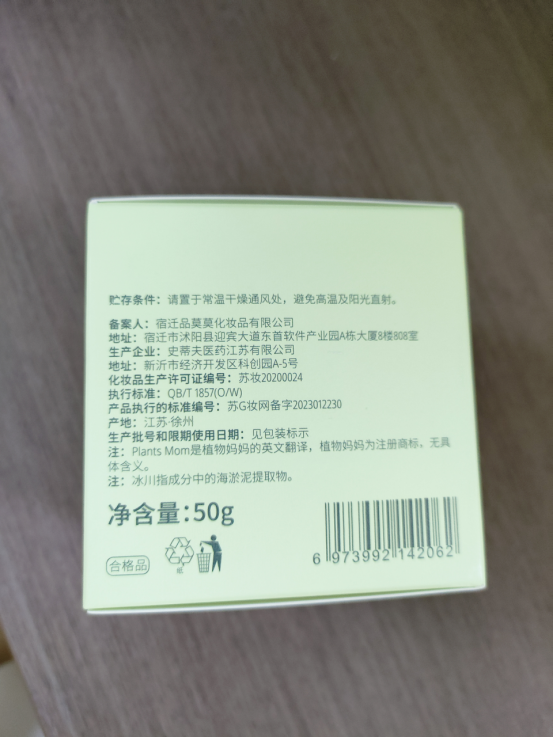 贮存条件：请置于常温干燥通风处，避免高温及阳光直射。
备案人：宿迁品莫莫化妆品有限公司
地址：宿迁市沭阳县迎宾大道东首软件产业园A栋大厦8楼808室
生产企业：史蒂夫医药江苏有限公司
地址：新沂市经济开发区科创园A-5号
化妆品生产许可证编号：苏妆20200024
执行标准：QB/T 1857(O/W)
产品执行的标准编号：苏G妆网备字2023012230
产地：江苏·徐州
生产批号和限期使用日期：见包装标示
注：Plants Mom是植物妈妈的英文翻译，植物妈妈为注册商标，无具
体含义。
注：冰川指成分中的海淤泥提取物。
净含量：50g
合格品
纸
6 973992 142062